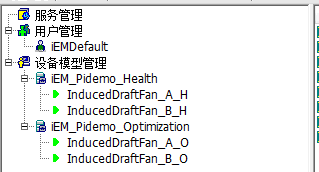 服务管理
用户管理
iEMDefault
设备模型管理
iEM_Pidemo_Health
InducedDraftFan_A_H
InducedDraftFan_B_H
iEM_Pidemo_Optimization
InducedDraftFan_A_O
InducedDraftFan_B_O